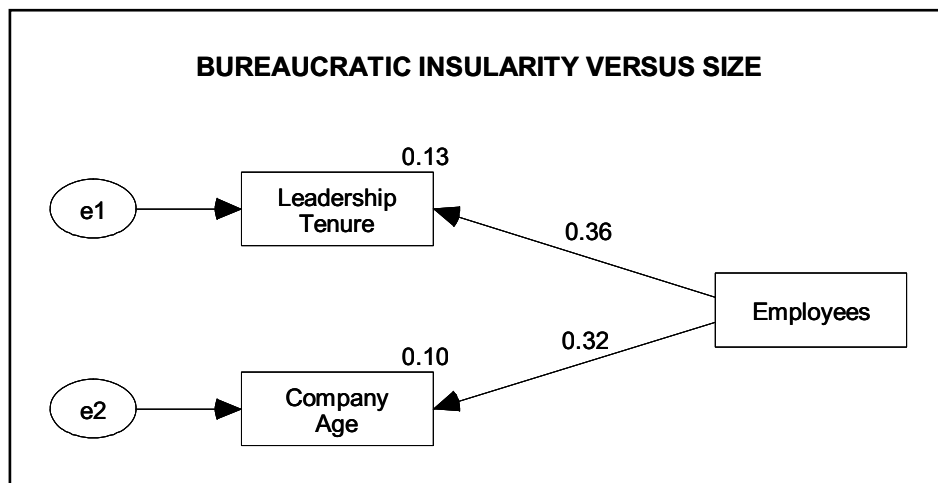 BUREAUCRATIC INSULARITY VERSUS SIZE
0.13
e1
Leadership
Tenure
0.36
Employees
0.32
0.10
e2
Company
Age